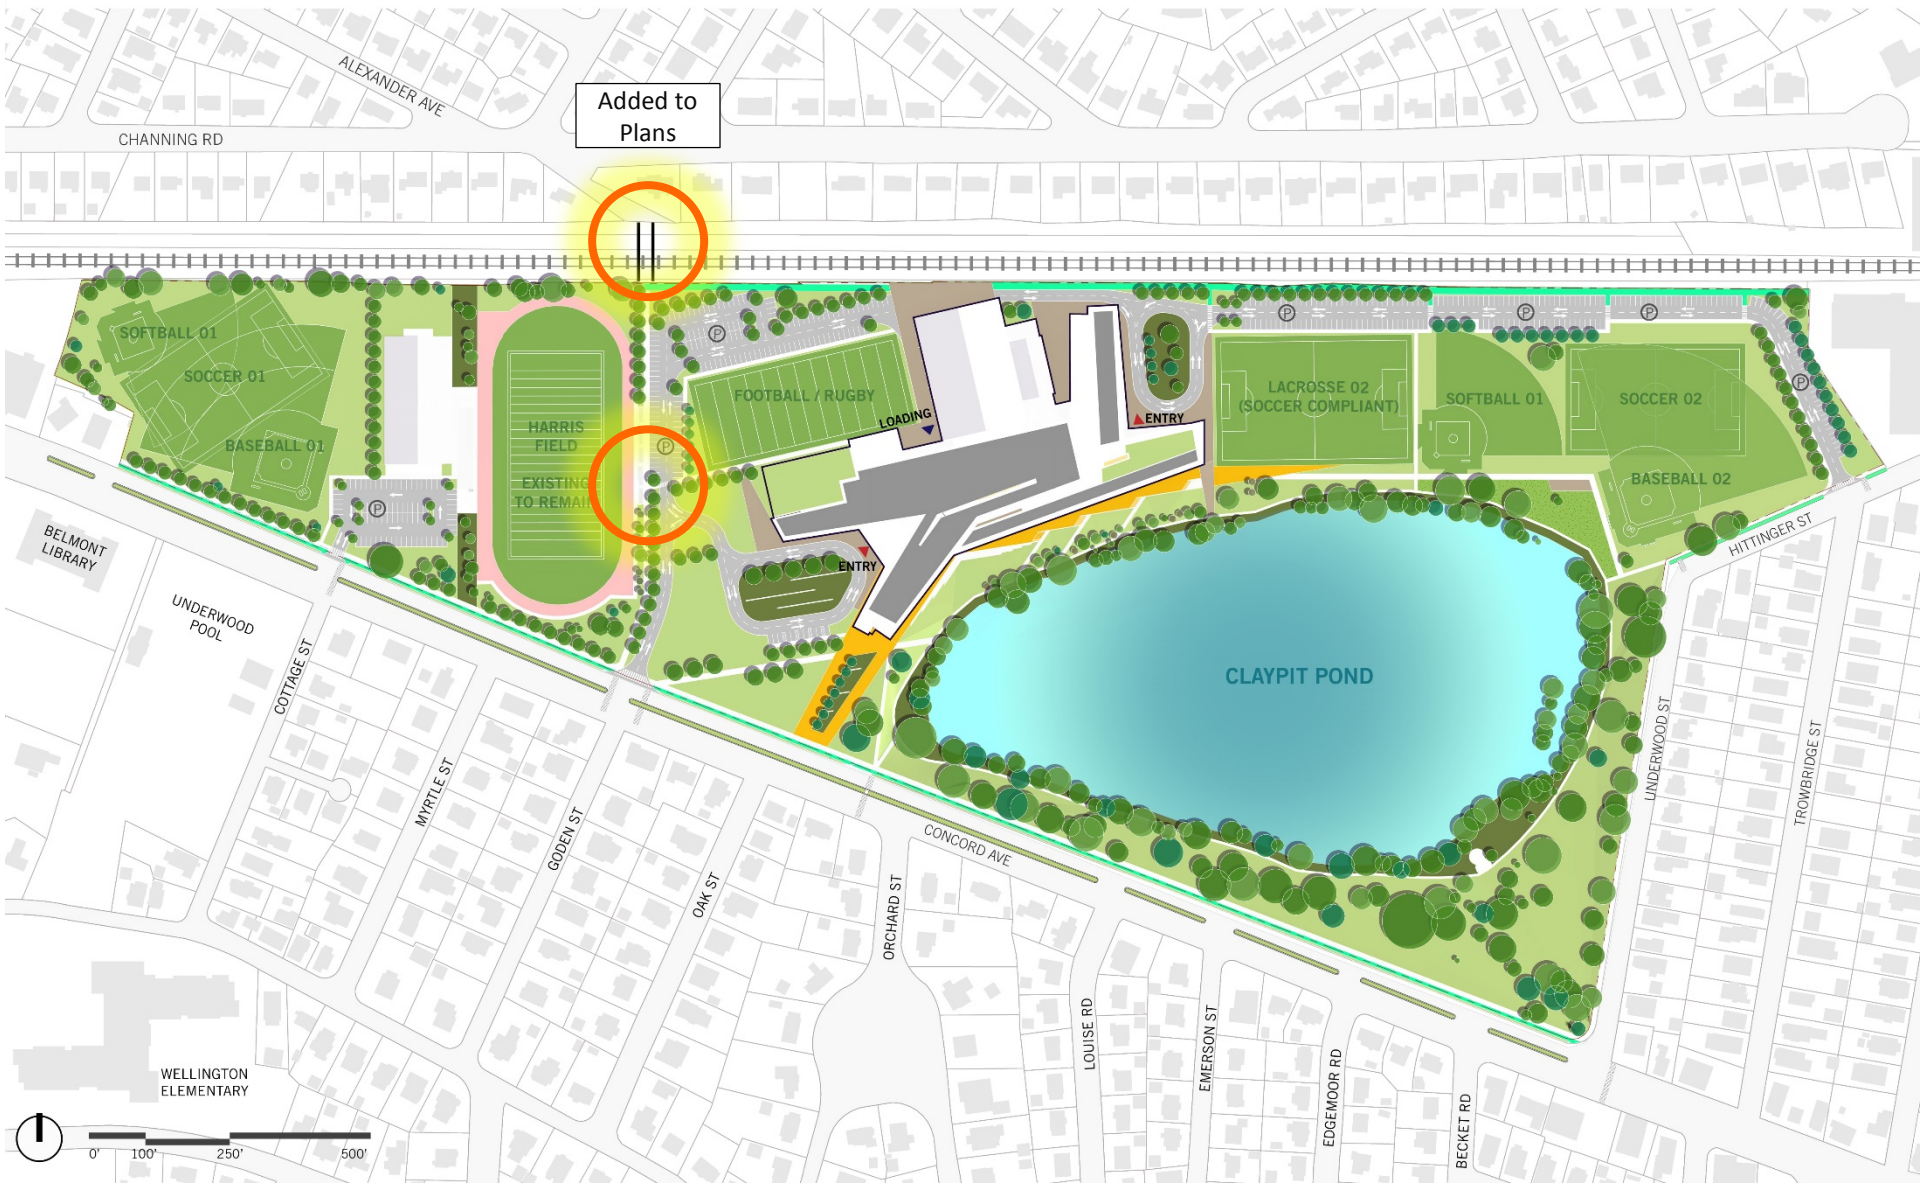 ALEXANDER AVE
Added to
Plans
CHANNING RD
SOFTBALL 01
SOCCER 01
BASEBALL 01
HARRIS
FIELD
EXISTING
TO REMAIN
P
P
P
FOOTBALL / RUGBY
LOADING
ENTRY
ENTRY
P
P
P
P
LACROSSE 02
(SOCCER COMPLIANT)
SOFTBALL 01
SOCCER 02
BASEBALL 02
HITTINGER ST
BELMONT
LIBRARY
UNDERWOOD
POOL
CLAYPIT POND
COTTAGE ST
MYRTLE ST
GODEN ST
OAK ST
ORCHARD ST
CONCORD AVE
LOUISE RD
EMERSON ST
EDGEMOOR RD
BECKET RD
UNDERWOOD ST
TROWBRIDGE ST
WELLINGTON
ELEMENTARY
0' 100' 250' 500'